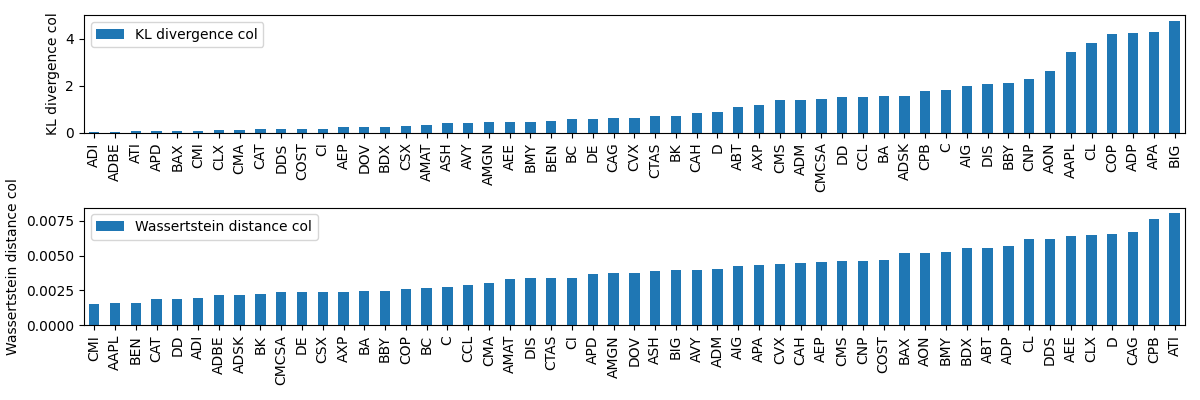 KL divergence col
KL divergence col
4
2
0
ADI ADBE ATI APD BAX CMI CLX CMA CAT DDS COST CI AEP DOV BDX CSX AMAT ASH AVY AMGN AEE BMY BEN BC DE CAG CVX CTAS BK CAH D ABT AXP CMS ADM CMCSA DD CCL BA ADSK CPB C AIG DIS BBY CNP AON AAPL CL COP ADP APA BIG
Wassertstein distance col
Wassertstein distance col
0.0075
0.0050
0.0025
0.0000
CMI AAPL BEN CAT DD ADI ADBE ADSK BK CMCSA DE CSX AXP BA BBY COP BC C CCL CMA AMAT DIS CTAS CI APD AMGN DOV ASH BIG AVY ADM AIG APA CVX CAH AEP CMS CNP COST BAX AON BMY BDX ABT ADP CL DDS AEE CLX D CAG CPB ATI